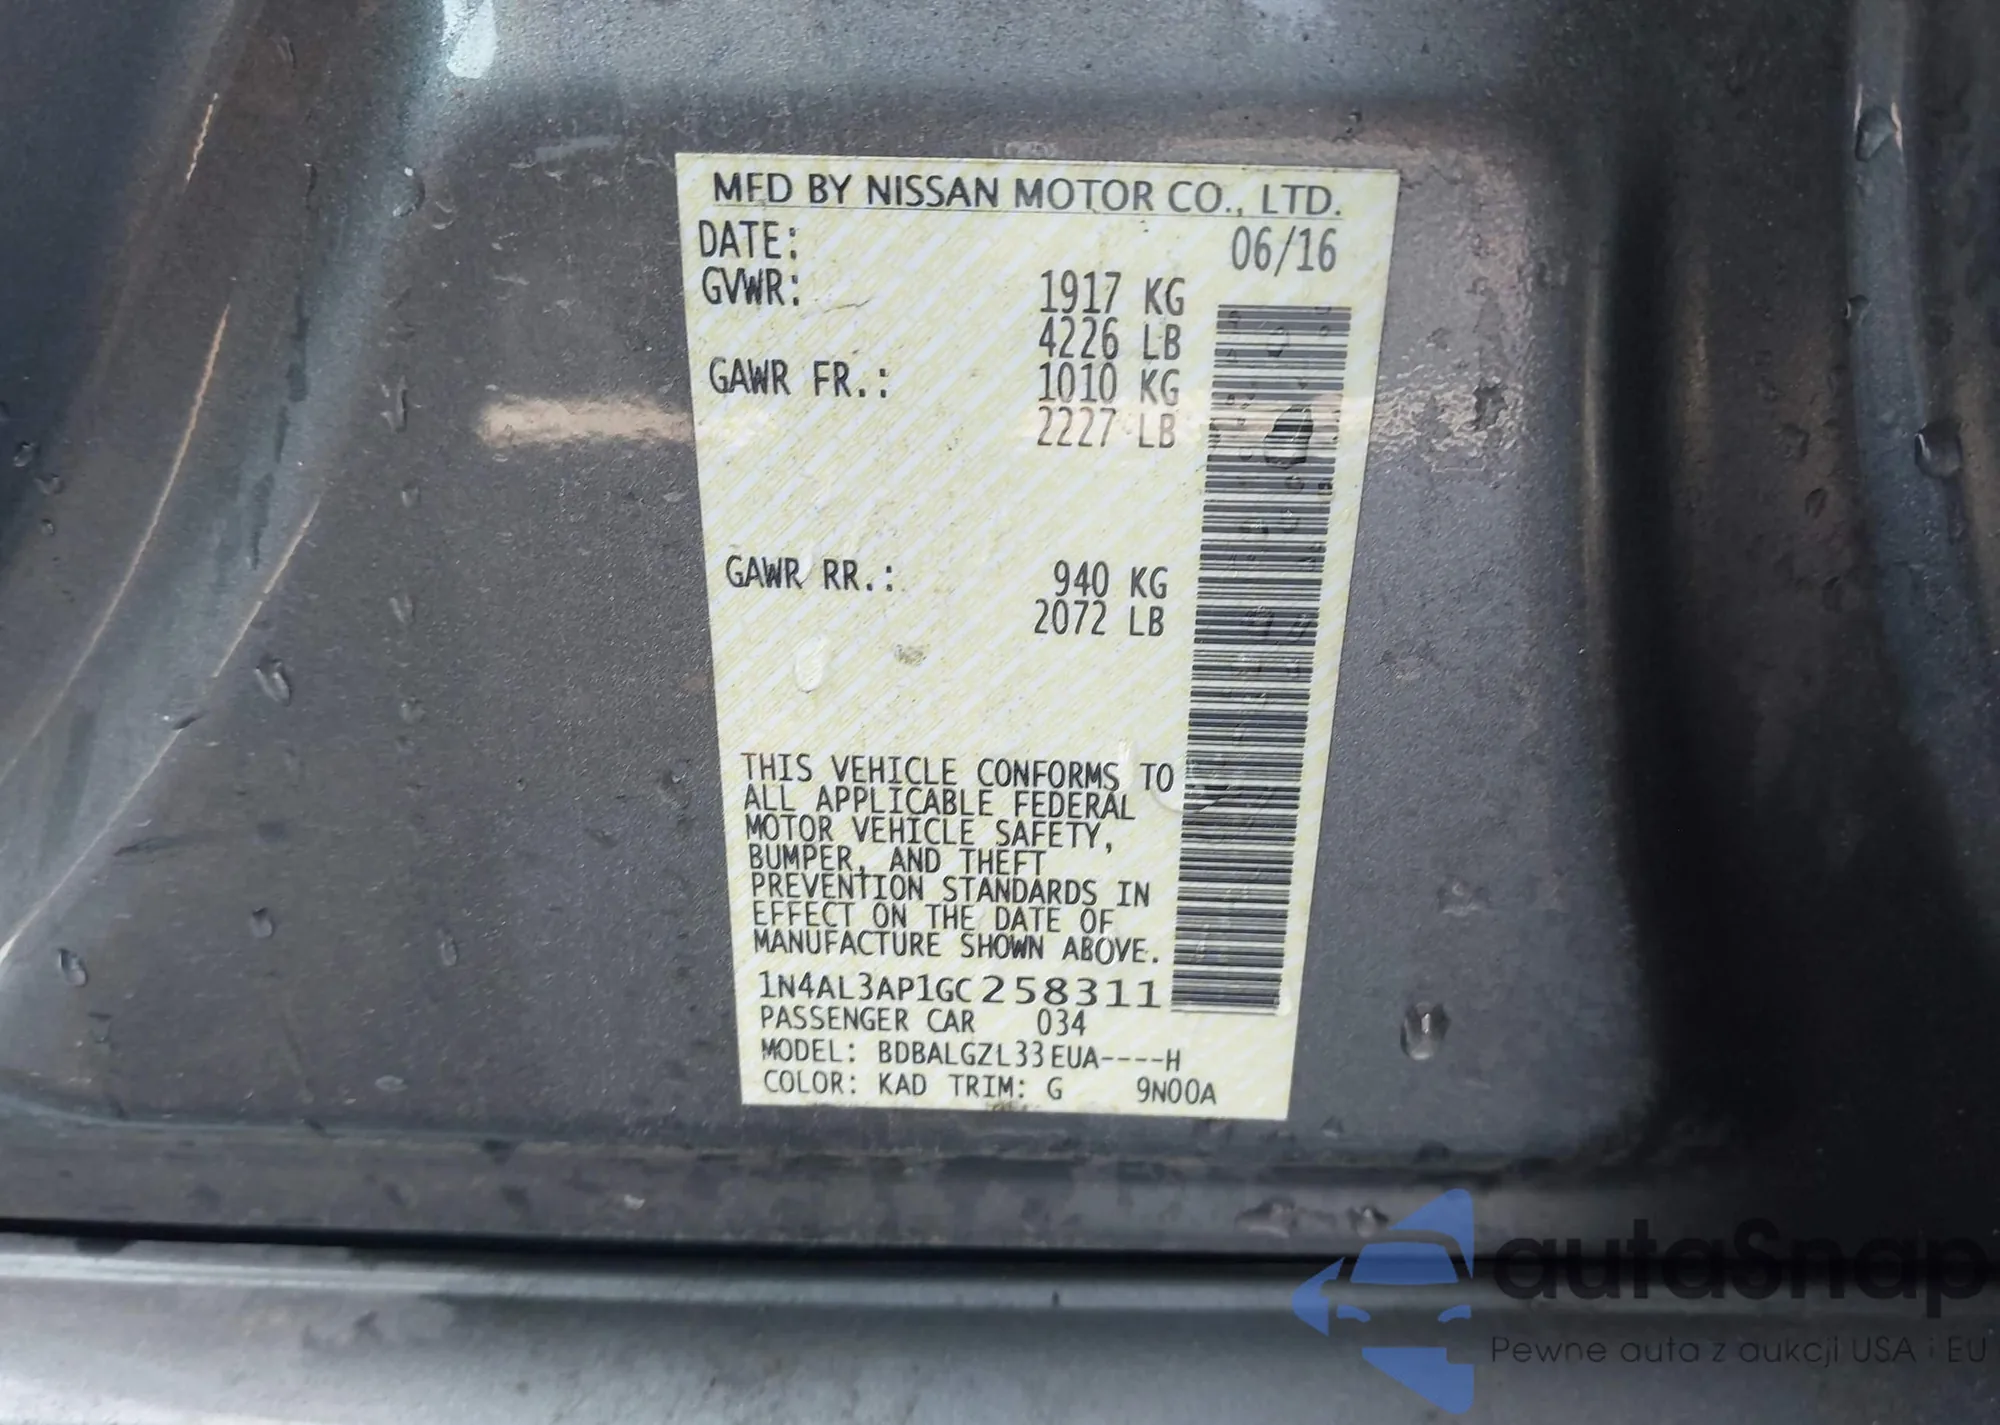 MFD BY NISSAN MOTOR CO., LTD.
DATE: 06/16
GVWR: 1917 KG
4226 LB
GAWR FR.: 1010 KG
2227 LB
GAWR RR.: 940 KG
2072 LB
THIS VEHICLE CONFORMS TO
ALL APPLICABLE FEDERAL
MOTOR VEHICLE SAFETY,
BUMPER, AND THEFT
PREVENTION STANDARDS IN
EFFECT ON THE DATE OF
MANUFACTURE SHOWN ABOVE.
1N4AL3AP1GC258311
PASSENGER CAR 034
MODEL: BDBALGZL33EUA----H
COLOR: KAD TRIM: G 9N00A
autaSnap
Pewne auta z aukcji USA i EU